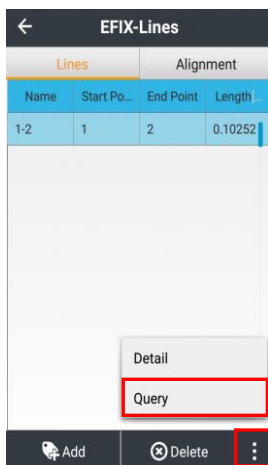 EFIX-Lines
Lines Alignment
Name Start Po... End Point Length[...
1-2 1 2 0.10252
Detail
Query
Add Delete